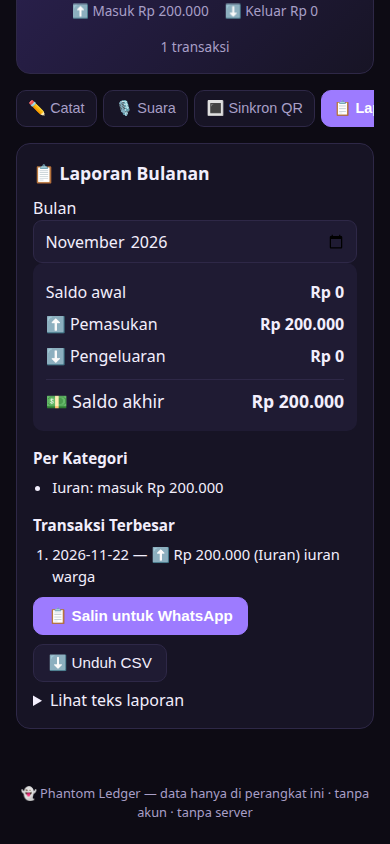 ⬆️ Masuk Rp 200.000 ⬇️ Keluar Rp 0
1 transaksi
✏️ Catat 🎙️ Suara 🔳 Sinkron QR 📋 La
📋 Laporan Bulanan
Bulan
November 2026
Saldo awal Rp 0
⬆️ Pemasukan Rp 200.000
⬇️ Pengeluaran Rp 0
💵 Saldo akhir Rp 200.000
Per Kategori
• Iuran: masuk Rp 200.000
Transaksi Terbesar
1. 2026-11-22 — ⬆️ Rp 200.000 (Iuran) iuran
warga
📋 Salin untuk WhatsApp
⬇️ Unduh CSV
▶ Lihat teks laporan
👻 Phantom Ledger — data hanya di perangkat ini · tanpa
akun · tanpa server